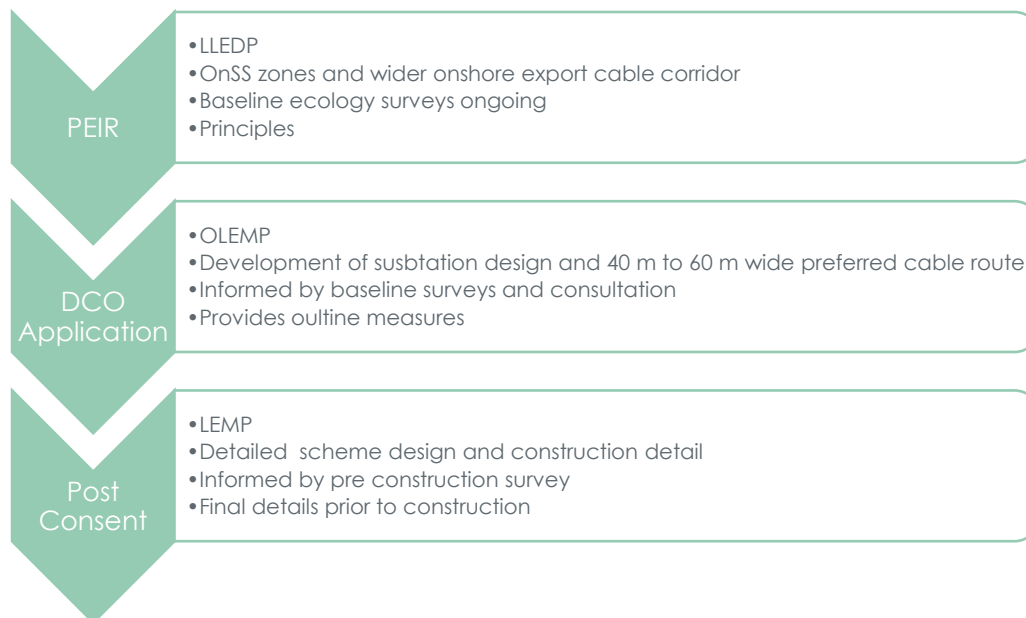 PEIR
•LLEDP
•OnSS zones and wider onshore export cable corridor
•Baseline ecology surveys ongoing
•Principles
DCO
Application
•OLEMP
•Development of susbtation design and 40 m to 60 m wide preferred cable route
•Informed by baseline surveys and consultation
•Provides oultine measures
Post
Consent
•LEMP
•Detailed  scheme design and construction detail
•Informed by pre construction survey
•Final details prior to construction